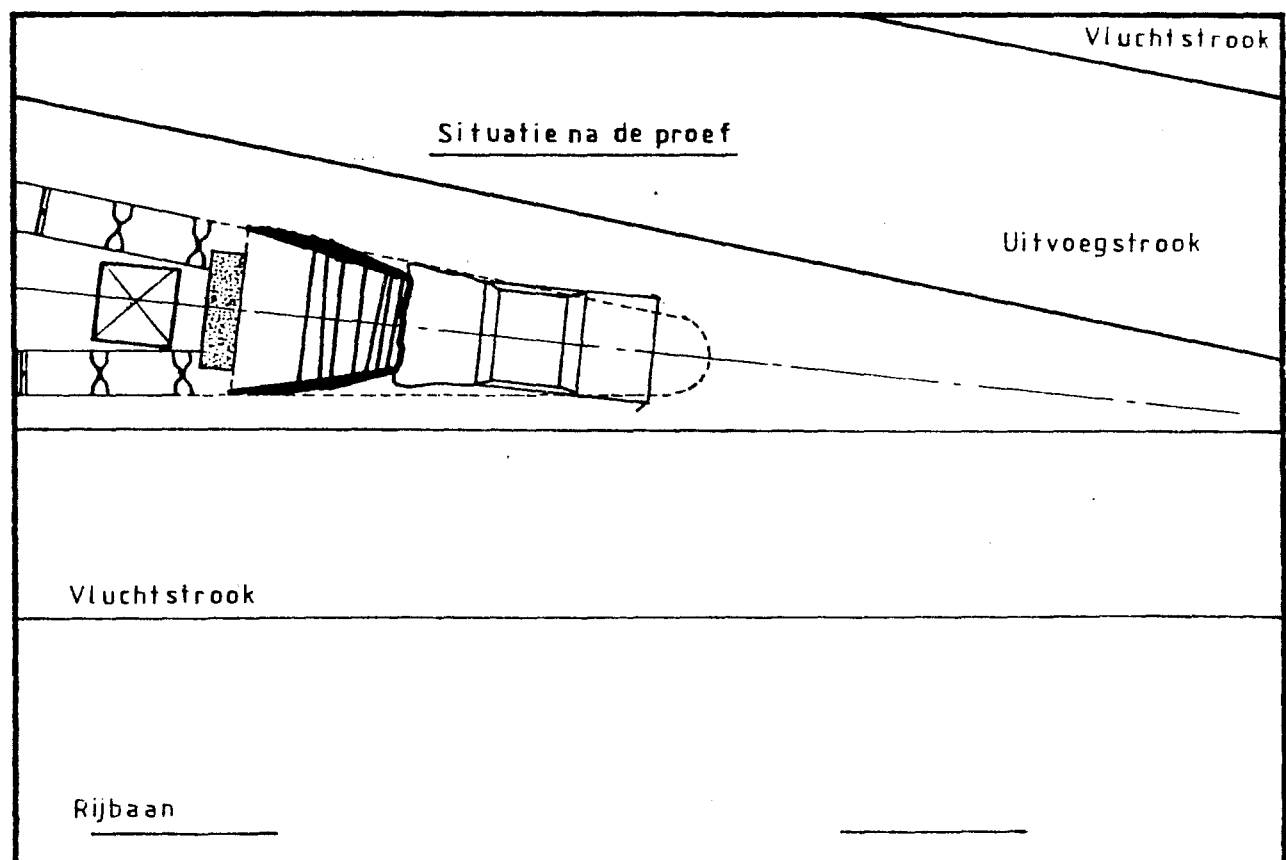 Vluchtstrook
Situatie na de proef
Uitvoegstrook
Vluchtstrook
Rijbaan